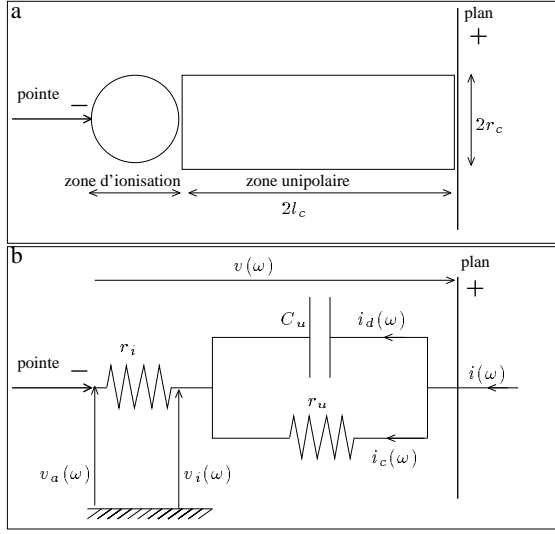 a
plan
+
pointe
−
2r_c
zone d'ionisation
zone unipolaire
2l_c
b
v(ω)
plan
+
C_u
i_d(ω)
r_i
pointe
−
i(ω)
r_u
i_c(ω)
v_a(ω)
v_i(ω)